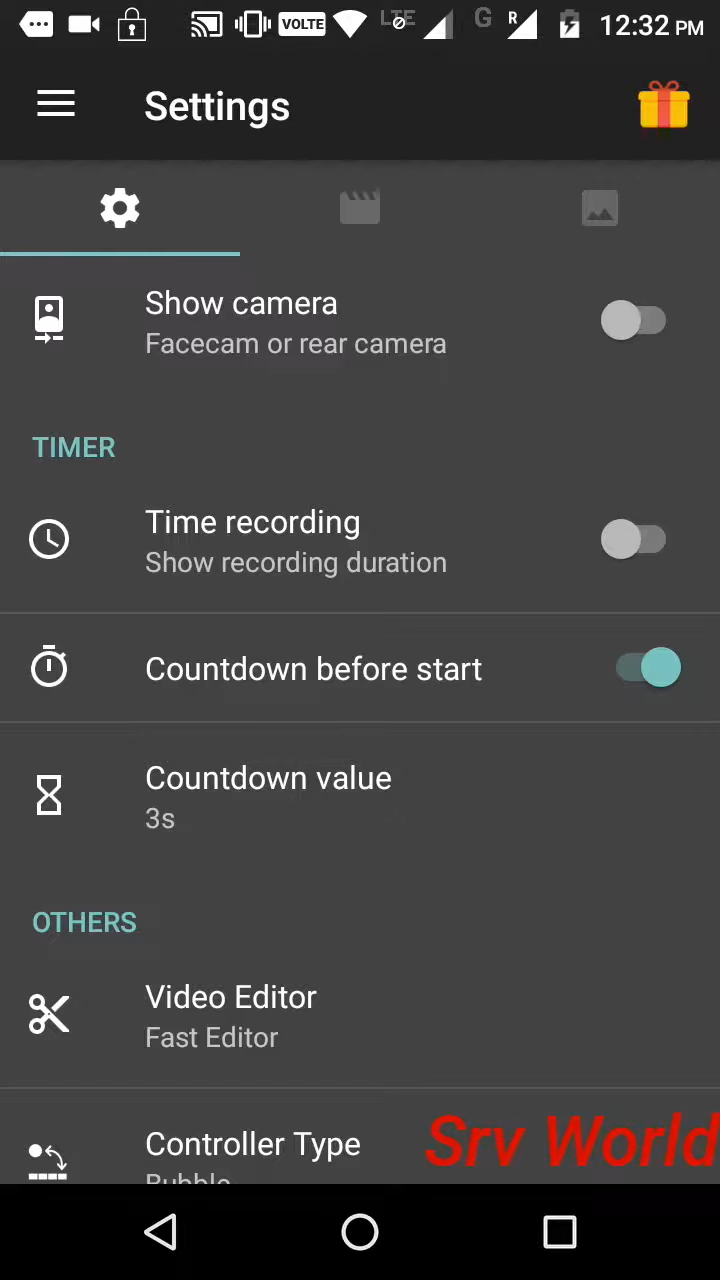 VOLTE LTE G R 12:32 PM
Settings
Show camera
Facecam or rear camera
TIMER
Time recording
Show recording duration
Countdown before start
Countdown value
3s
OTHERS
Video Editor
Fast Editor
Controller Type
Bubble
Srv World